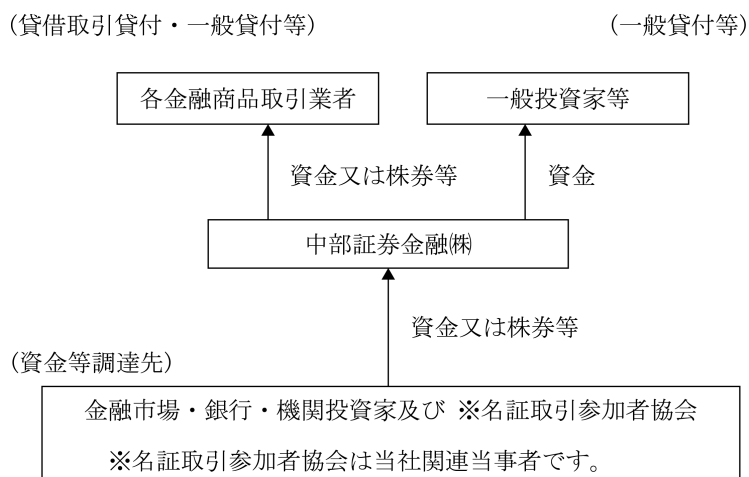 (貸借取引貸付・一般貸付等) (一般貸付等)
各金融商品取引業者 一般投資家等
資金又は株券等 資金
中部証券金融㈱
資金又は株券等
(資金等調達先)
金融市場・銀行・機関投資家及び ※名証取引参加者協会
※名証取引参加者協会は当社関連当事者です。